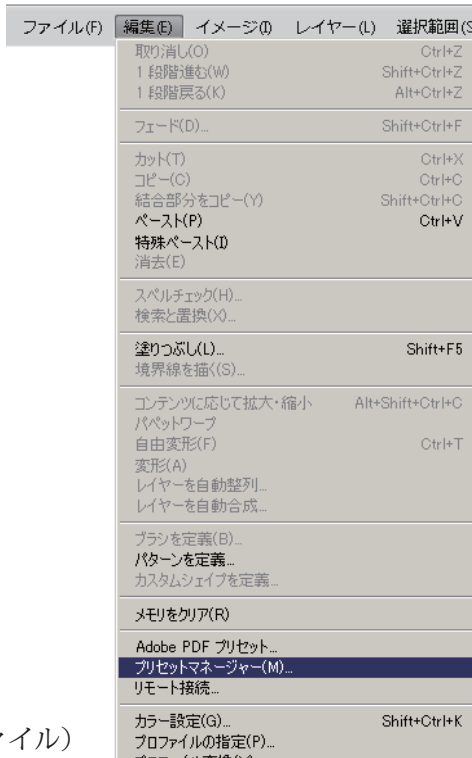 ファイル(F) 編集(E) イメージ(I) レイヤー(L) 選択範囲(S
取り消し(O) Ctrl+Z
1 段階進む(W) Shift+Ctrl+Z
1 段階戻る(K) Alt+Ctrl+Z
フェード(D)... Shift+Ctrl+F
カット(T) Ctrl+X
コピー(C) Ctrl+C
結合部分をコピー(Y) Shift+Ctrl+C
ペースト(P) Ctrl+V
特殊ペースト(I)
消去(E)
スペルチェック(H)...
検索と置換(X)...
塗りつぶし(L)... Shift+F5
境界線を描く(S)...
コンテンツに応じて拡大・縮小 Alt+Shift+Ctrl+C
パペットワープ
自由変形(F) Ctrl+T
変形(A)
レイヤーを自動整列...
レイヤーを自動合成...
ブラシを定義(B)...
パターンを定義...
カスタムシェイプを定義...
メモリをクリア(R)
Adobe PDF プリセット...
プリセットマネージャー(M)...
リモート接続...
カラー設定(G)... Shift+Ctrl+K
ァイル)
プロファイルの指定(P)...